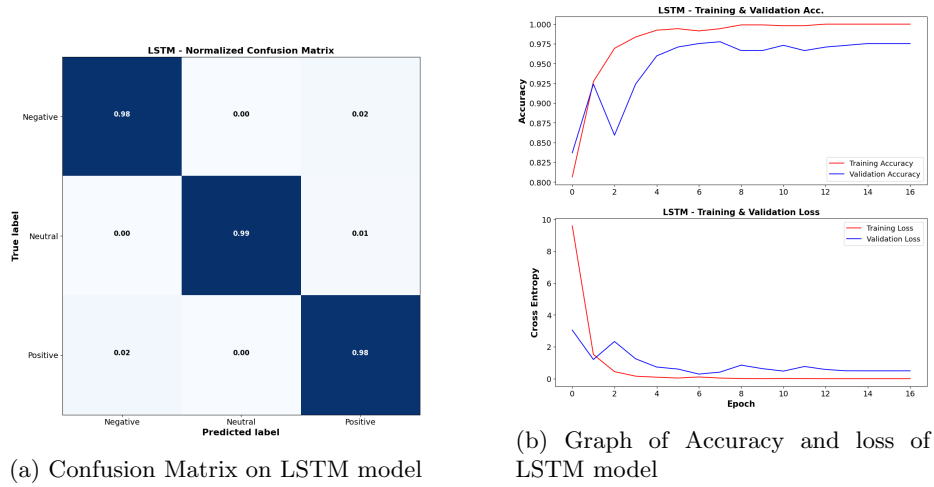 LSTM - Normalized Confusion Matrix
True label
Negative
0.98 0.00 0.02
Neutral
0.00 0.99 0.01
Positive
0.02 0.00 0.98
Negative Neutral Positive
Predicted label
(a) Confusion Matrix on LSTM model
LSTM - Training & Validation Acc.
Accuracy
1.000
0.975
0.950
0.925
0.900
0.875
0.850
0.825
0.800
Training Accuracy
Validation Accuracy
0 2 4 6 8 10 12 14 16
LSTM - Training & Validation Loss
Cross Entropy
10
8
6
4
2
0
Training Loss
Validation Loss
0 2 4 6 8 10 12 14 16
Epoch
(b) Graph of Accuracy and loss of
LSTM model